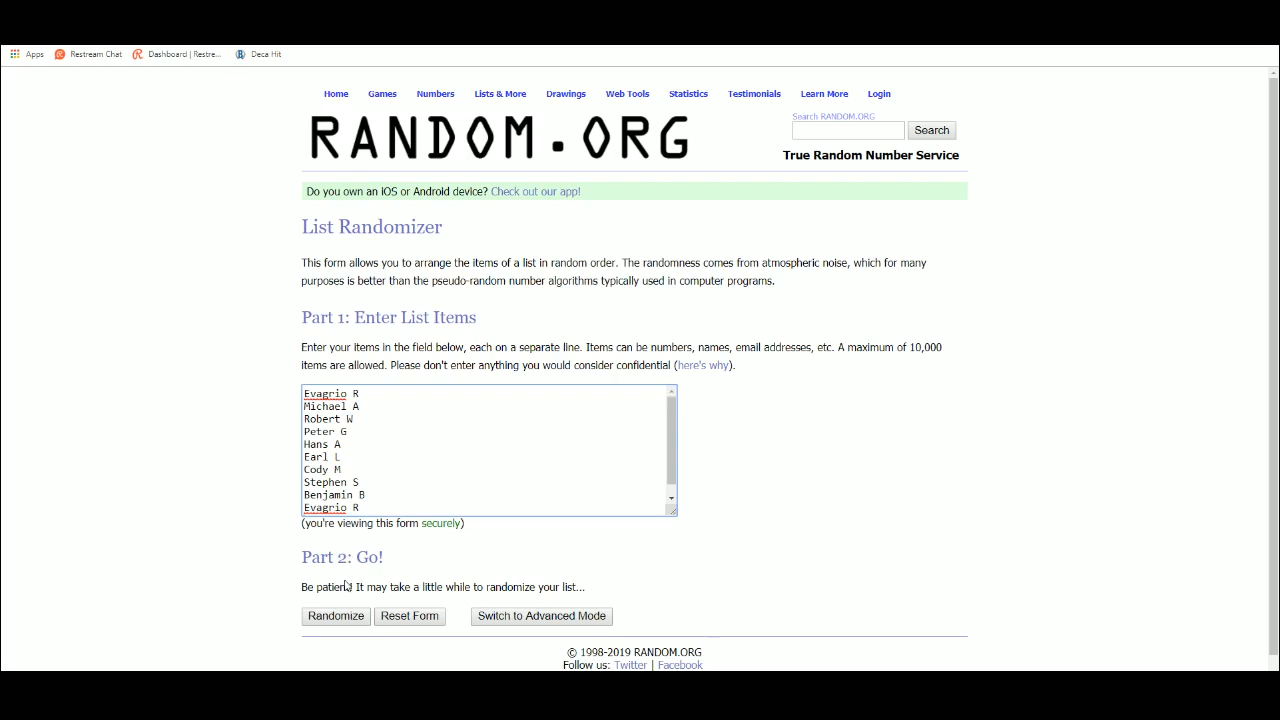 Apps Restream Chat Dashboard | Restre... Deca Hit
Home Games Numbers Lists & More Drawings Web Tools Statistics Testimonials Learn More Login
RANDOM.ORG
Search RANDOM.ORG
Search
True Random Number Service
Do you own an iOS or Android device? Check out our app!
List Randomizer
This form allows you to arrange the items of a list in random order. The randomness comes from atmospheric noise, which for many
purposes is better than the pseudo-random number algorithms typically used in computer programs.
Part 1: Enter List Items
Enter your items in the field below, each on a separate line. Items can be numbers, names, email addresses, etc. A maximum of 10,000
items are allowed. Please don't enter anything you would consider confidential (here's why).
Evagrio R
Michael A
Robert W
Peter G
Hans A
Earl L
Cody M
Stephen S
Benjamin B
Evagrio R
(you're viewing this form securely)
Part 2: Go!
Be patient! It may take a little while to randomize your list...
Randomize Reset Form Switch to Advanced Mode
© 1998-2019 RANDOM.ORG
Follow us: Twitter | Facebook